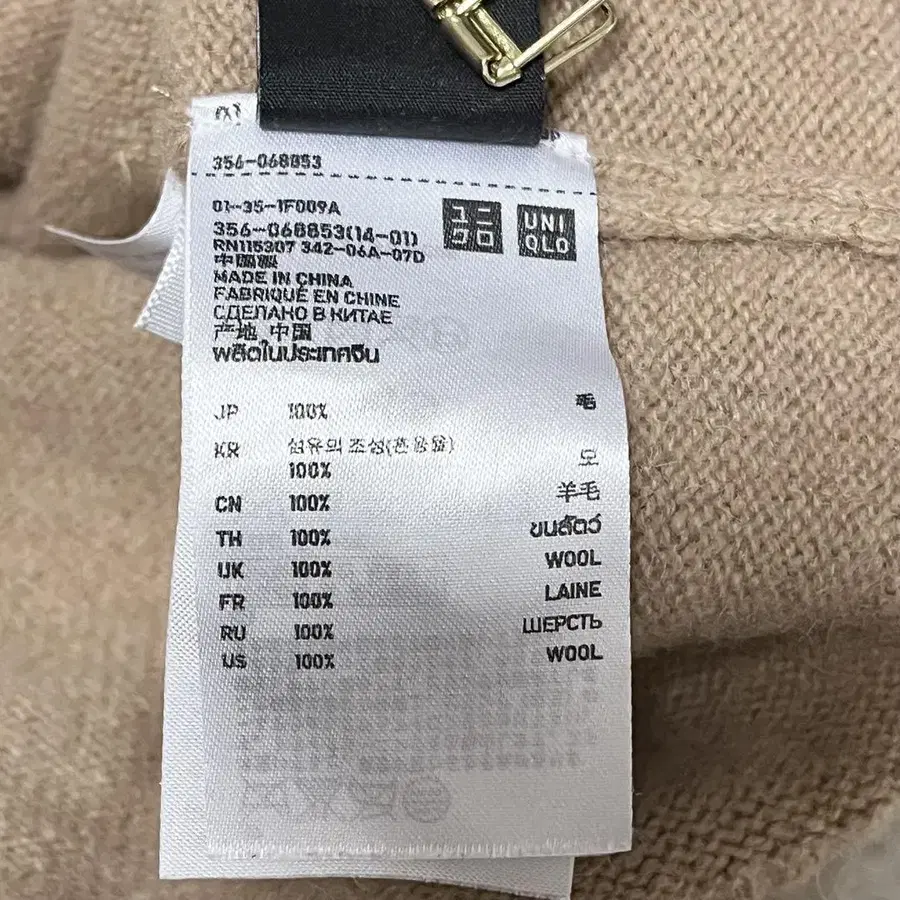 356-068853
01-35-1F009A
356-068853(14-01)
RN115307 342-06A-07D
ユニクロ
UNIQLO
中国製
MADE IN CHINA
FABRIQUÉ EN CHINE
СДЕЛАНО В КИТАЕ
产地 中国
ผลิตในประเทศจีน
JP 100% 毛
KR 섬유의 조성(혼용율)
100% 모
CN 100% 羊毛
TH 100% ขนสัตว์
UK 100% WOOL
FR 100% LAINE
RU 100% ШЕРСТЬ
US 100% WOOL